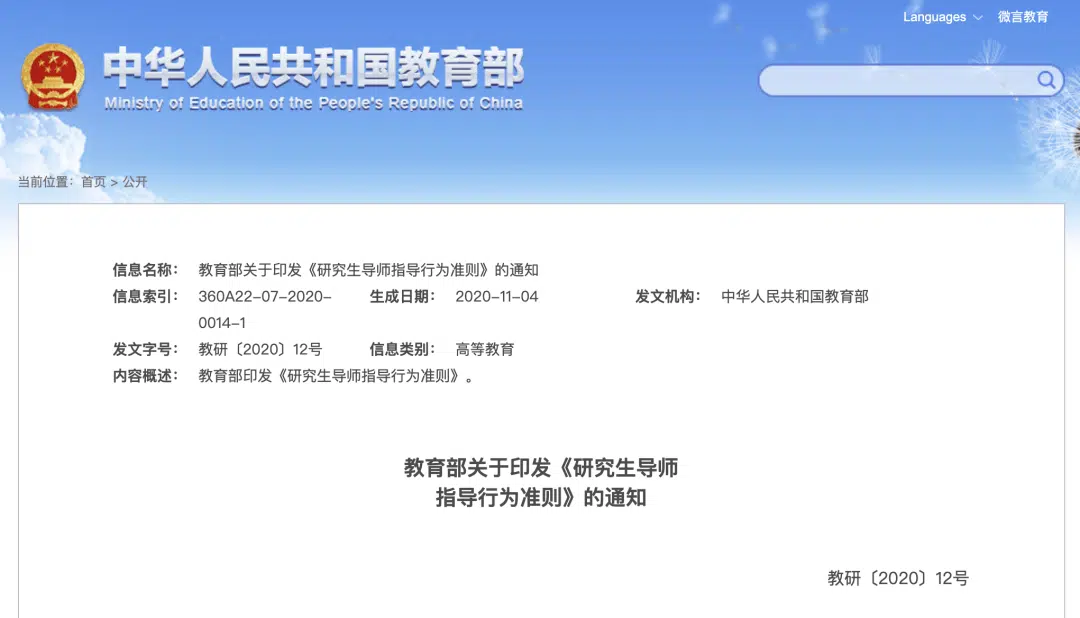 Languages 微言教育
中华人民共和国教育部
Ministry of Education of the People's Republic of China
当前位置: 首页 > 公开
信息名称: 教育部关于印发《研究生导师指导行为准则》的通知
信息索引: 360A22-07-2020-0014-1 生成日期: 2020-11-04 发文机构: 中华人民共和国教育部
发文字号: 教研〔2020〕12号 信息类别: 高等教育
内容概述: 教育部印发《研究生导师指导行为准则》。
教育部关于印发《研究生导师
指导行为准则》的通知
教研〔2020〕12号